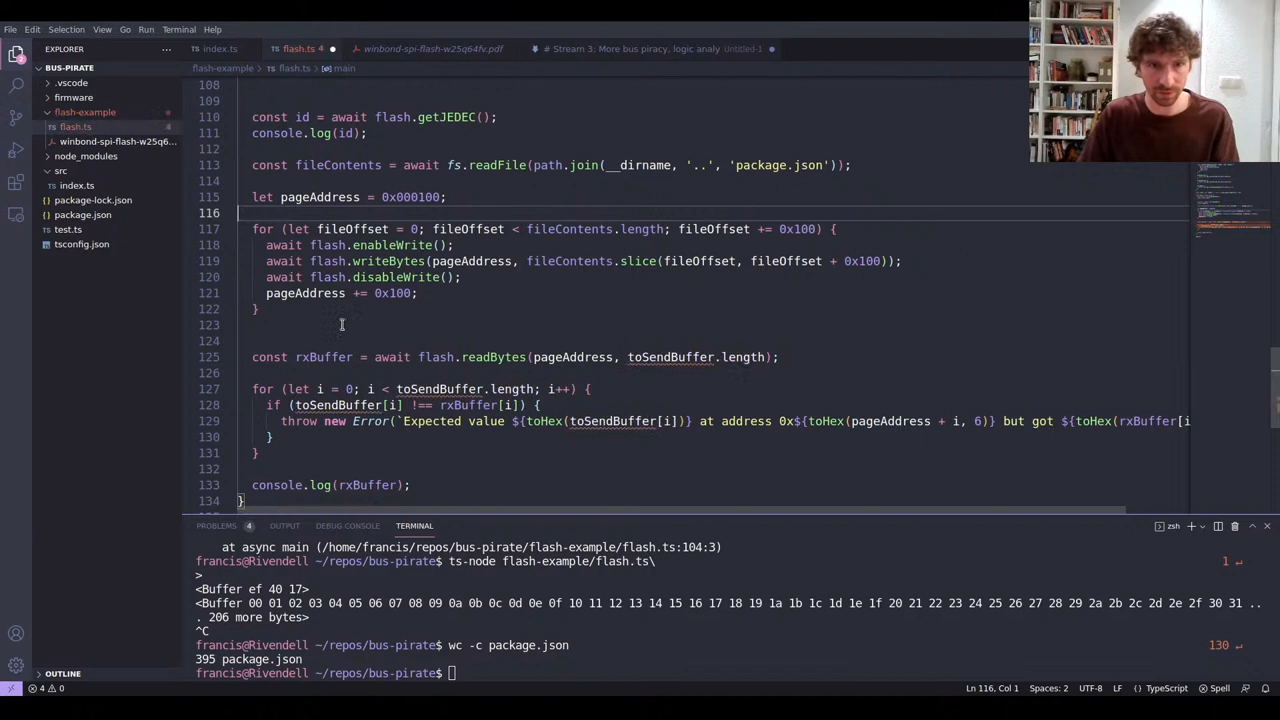 File Edit Selection View Go Run Terminal Help
EXPLORER
index.ts
flash.ts 4
winbond-spi-flash-w25q64fv.pdf
# Stream 3: More bus piracy, logic analy Untitled-1
BUS-PIRATE
flash-example > flash.ts > main
.vscode
firmware
flash-example
flash.ts 4
winbond-spi-flash-w25q6...
node_modules
src
index.ts
package-lock.json
package.json
test.ts
tsconfig.json
108
109
110 const id = await flash.getJEDEC();
111 console.log(id);
112
113 const fileContents = await fs.readFile(path.join(__dirname, '..', 'package.json'));
114
115 let pageAddress = 0x000100;
116
117 for (let fileOffset = 0; fileOffset < fileContents.length; fileOffset += 0x100) {
118 await flash.enableWrite();
119 await flash.writeBytes(pageAddress, fileContents.slice(fileOffset, fileOffset + 0x100));
120 await flash.disableWrite();
121 pageAddress += 0x100;
122 }
123
124
125 const rxBuffer = await flash.readBytes(pageAddress, toSendBuffer.length);
126
127 for (let i = 0; i < toSendBuffer.length; i++) {
128 if (toSendBuffer[i] !== rxBuffer[i]) {
129 throw new Error(`Expected value ${toHex(toSendBuffer[i])} at address 0x${toHex(pageAddress + i, 6)} but got ${toHex(rxBuffer[i
130 }
131 }
132
133 console.log(rxBuffer);
134 }
PROBLEMS 4 OUTPUT DEBUG CONSOLE TERMINAL
zsh
at async main (/home/francis/repos/bus-pirate/flash-example/flash.ts:104:3)
francis@Rivendell ~/repos/bus-pirate$ ts-node flash-example/flash.ts\ 1 ↵
>
<Buffer ef 40 17>
<Buffer 00 01 02 03 04 05 06 07 08 09 0a 0b 0c 0d 0e 0f 10 11 12 13 14 15 16 17 18 19 1a 1b 1c 1d 1e 1f 20 21 22 23 24 25 26 27 28 29 2a 2b 2c 2d 2e 2f 30 31 ..
. 206 more bytes>
^C
francis@Rivendell ~/repos/bus-pirate$ wc -c package.json 130 ↵
395 package.json
francis@Rivendell ~/repos/bus-pirate$
OUTLINE
4 0
Ln 116, Col 1 Spaces: 2 UTF-8 LF TypeScript Spell